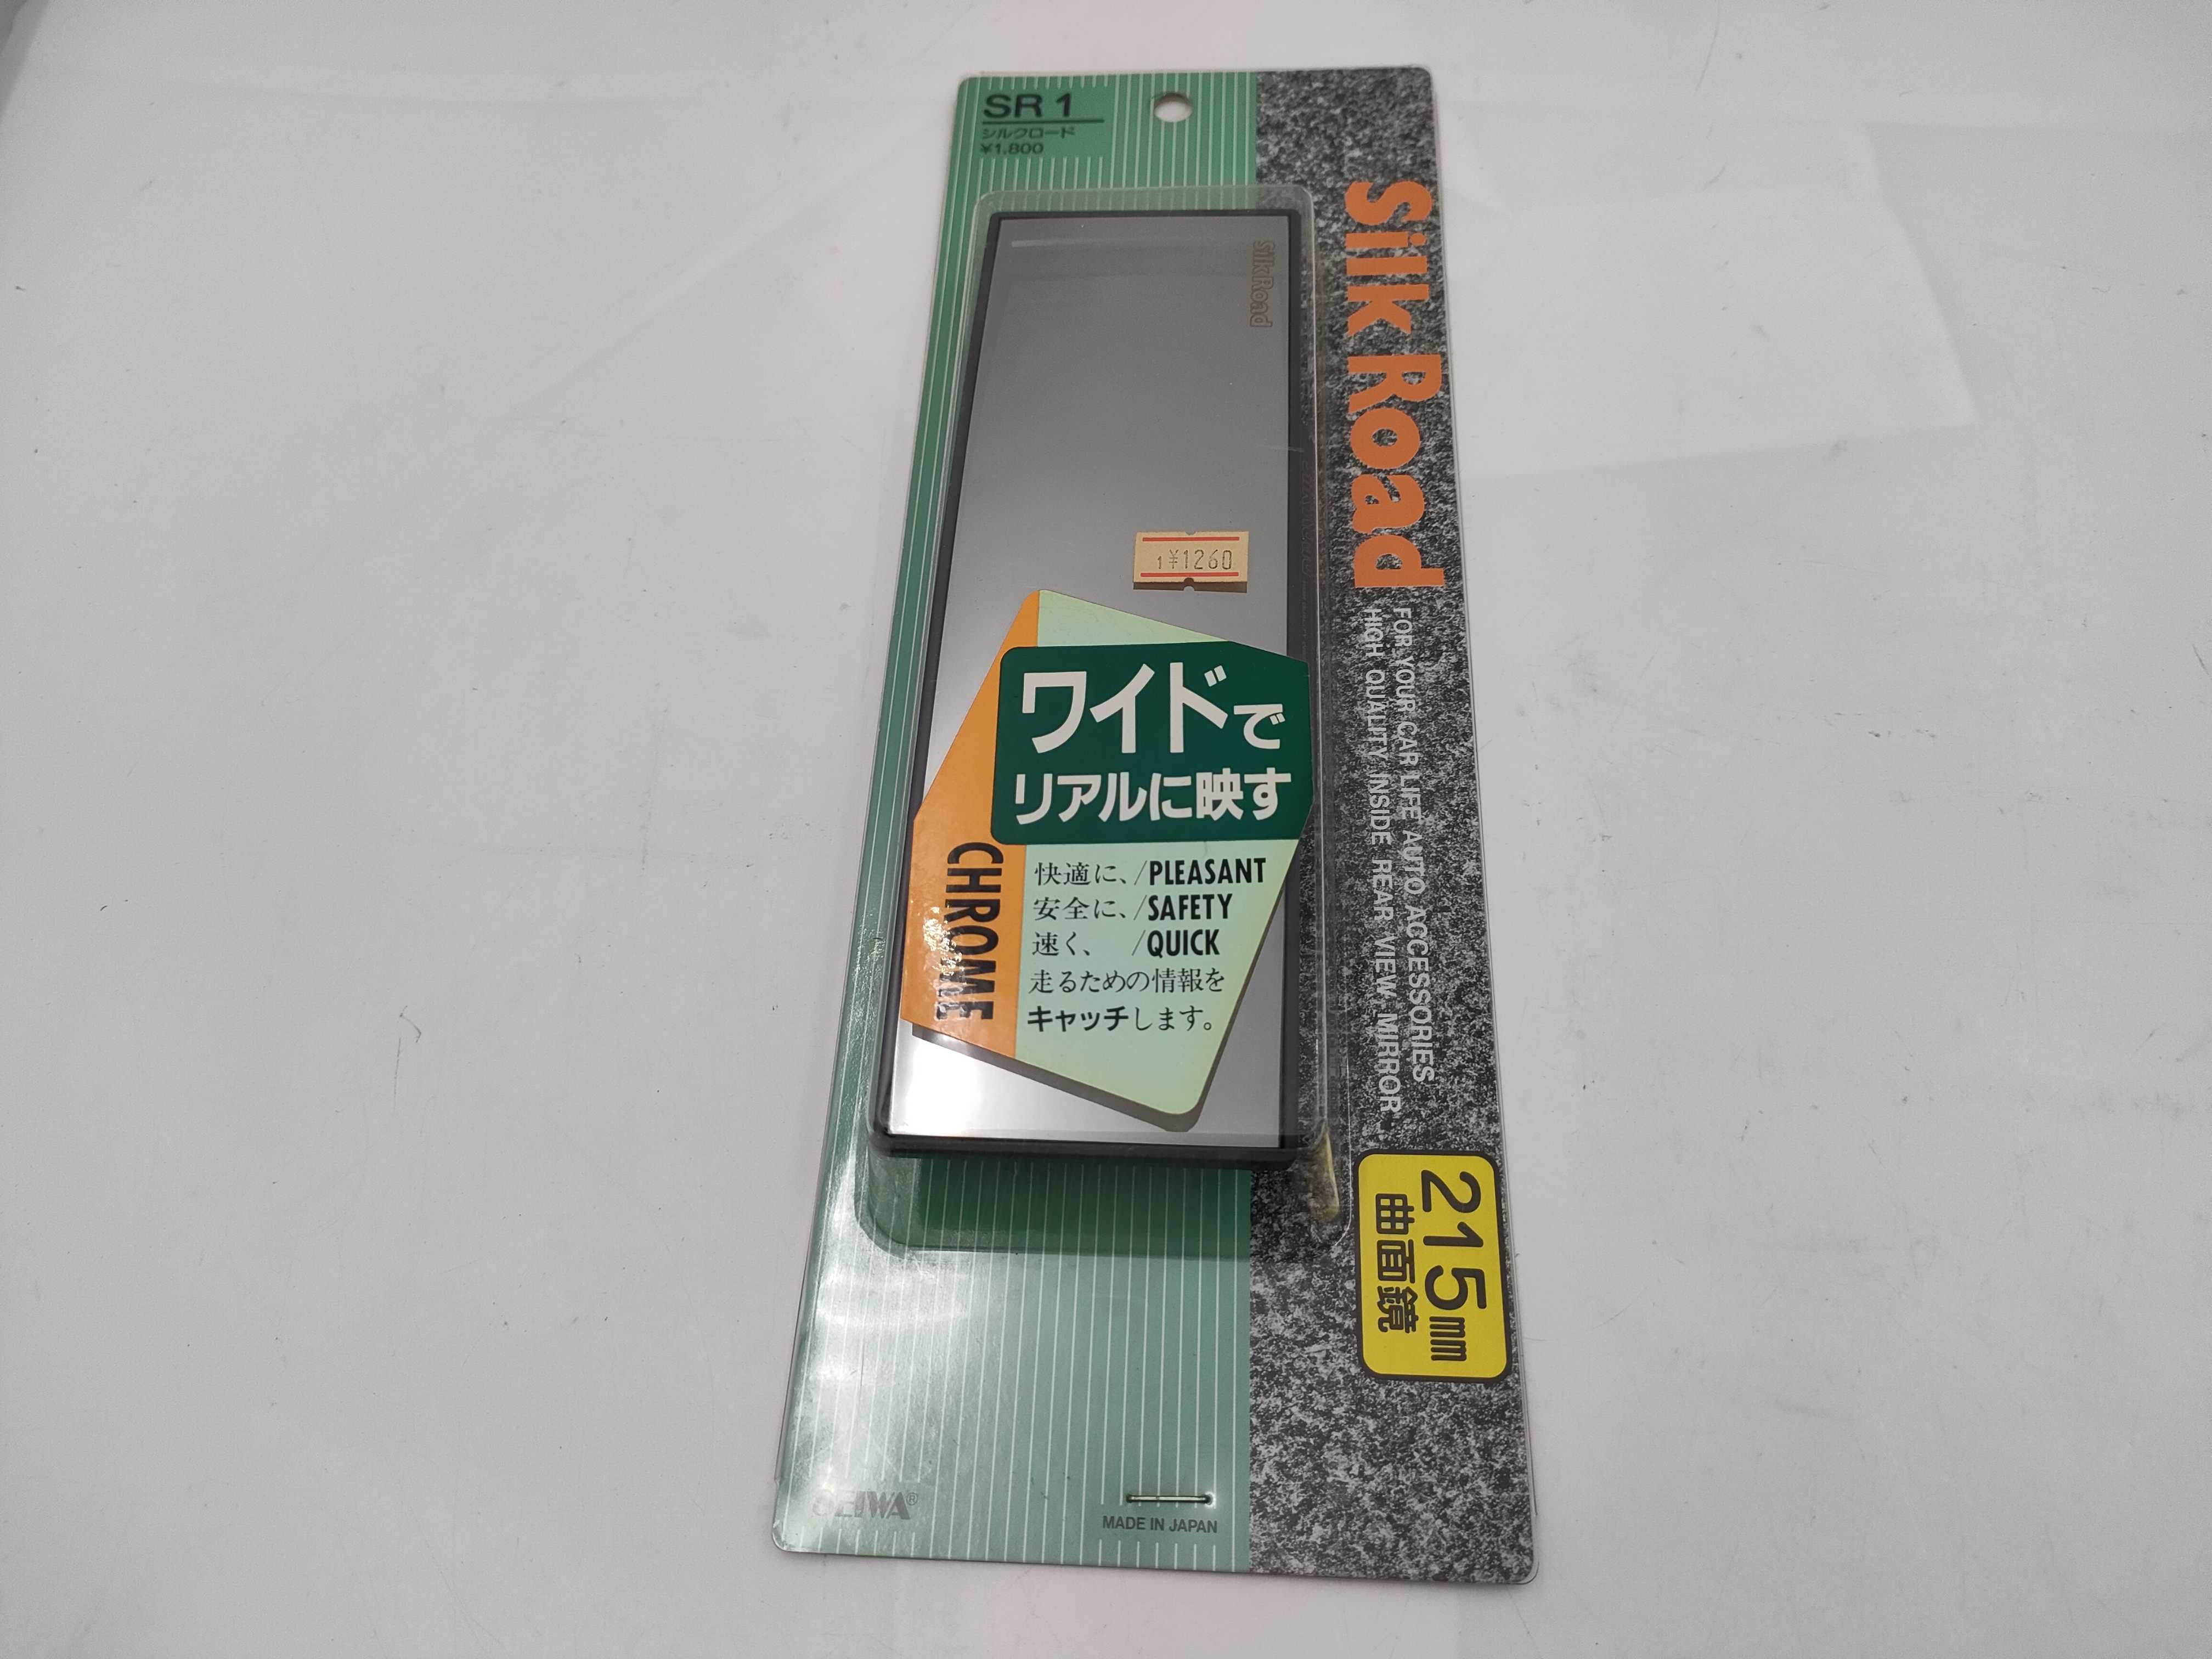 SR 1
シルクロード
¥1,800
Silk Road
Silk Road
FOR YOUR CAR LIFE AUTO ACCESSORIES
HIGH QUALITY INSIDE REAR VIEW MIRROR
1¥1260
ワイドで
リアルに映す
CHROME
快適に、/PLEASANT
安全に、/SAFETY
速く、 /QUICK
走るための情報を
キャッチします。
215mm
曲面鏡
SEIWA®
MADE IN JAPAN